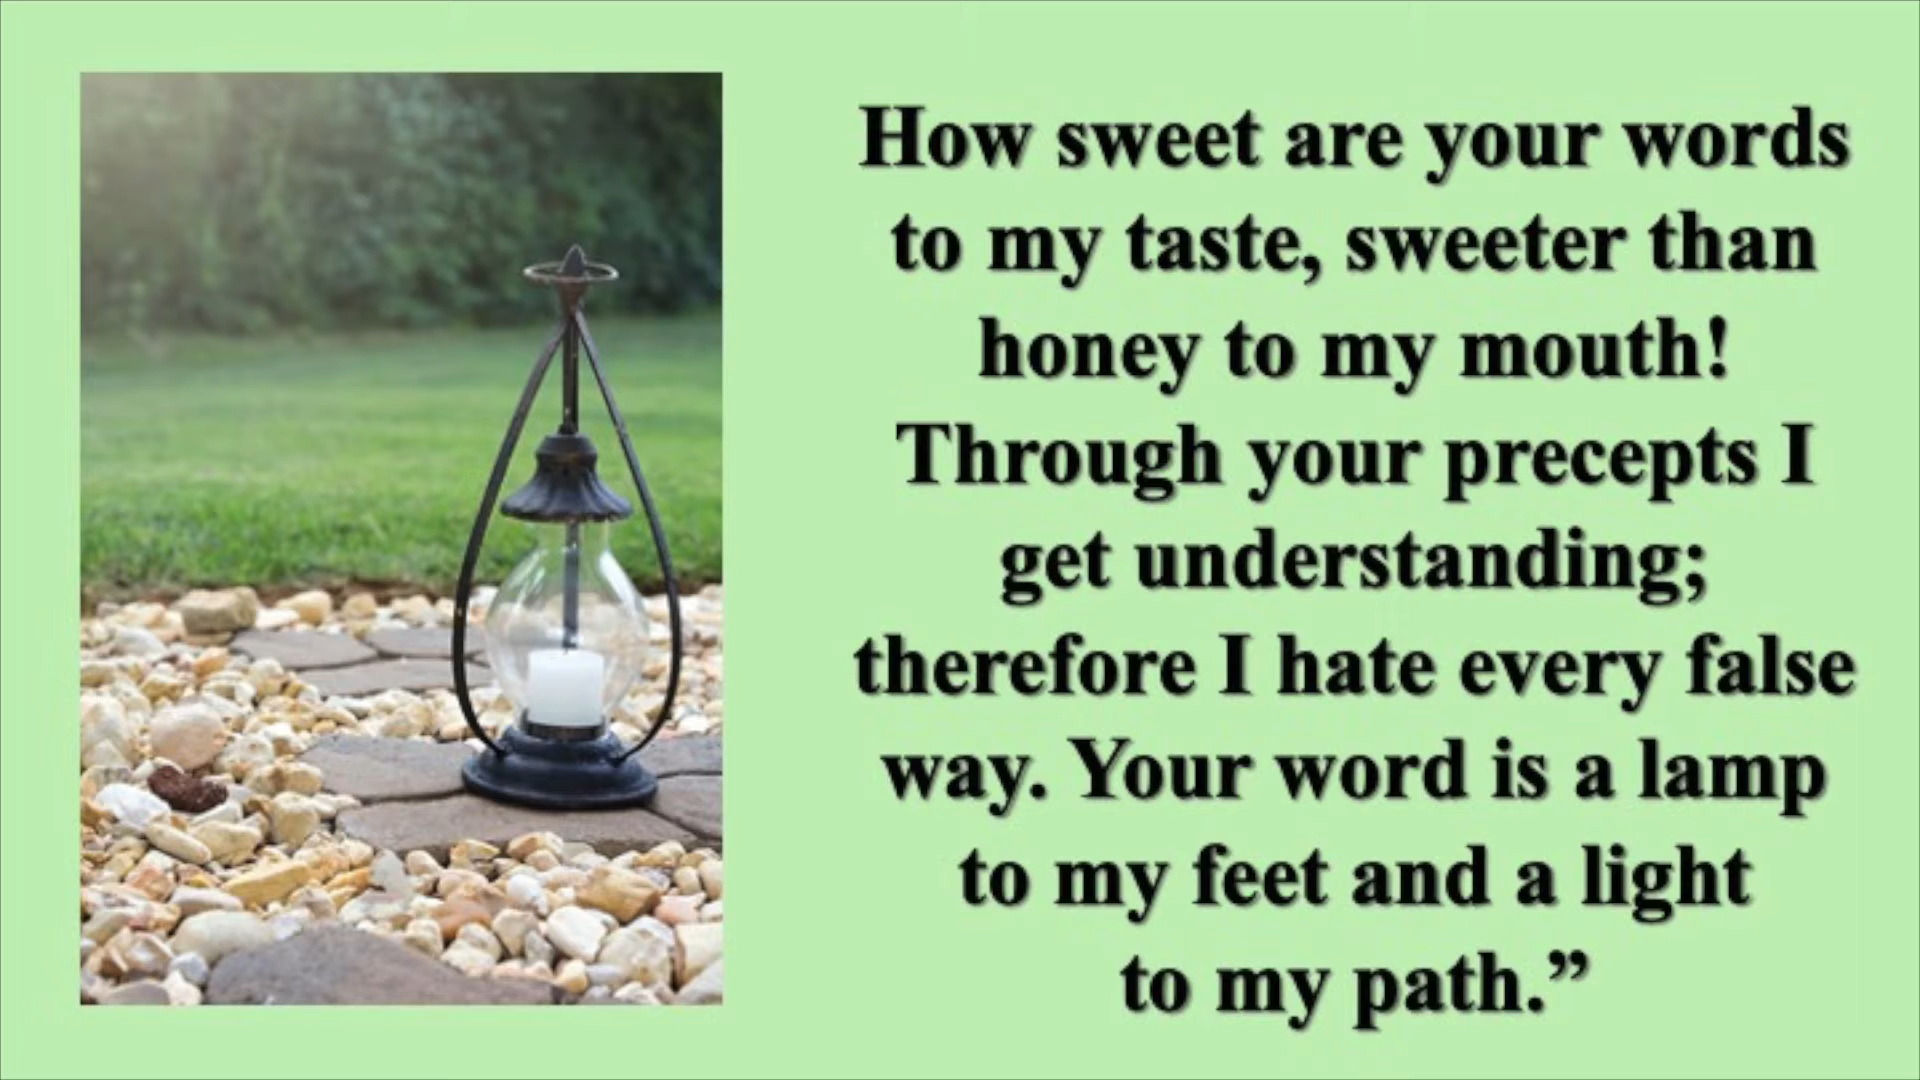 How sweet are your words
to my taste, sweeter than
honey to my mouth!
Through your precepts I
get understanding;
therefore I hate every false
way. Your word is a lamp
to my feet and a light
to my path.”